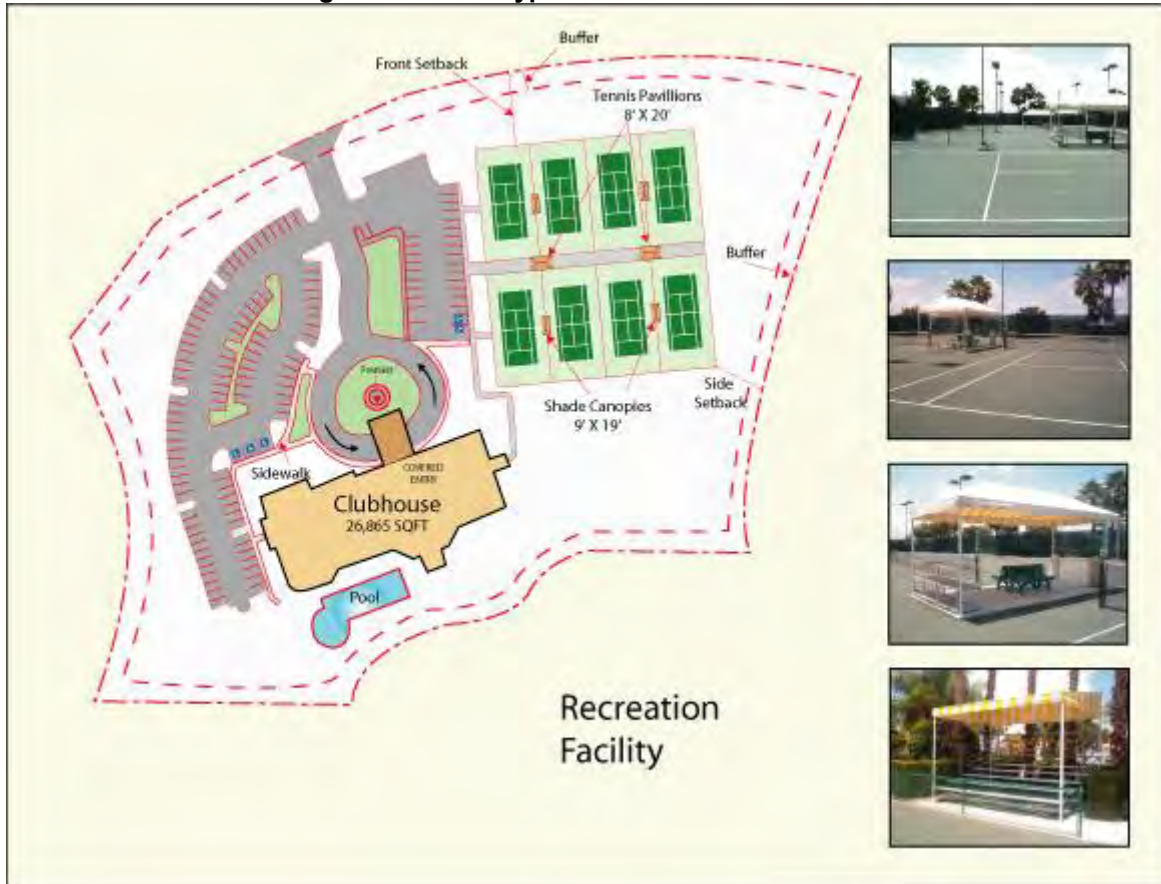 Buffer
Front Setback
Tennis Pavillions
8' X 20'
Buffer
Fountain
Side
Setback
Shade Canopies
9' X 19'
Sidewalk
COVERED
ENTRY
Clubhouse
26,865 SQFT
Pool
Recreation
Facility